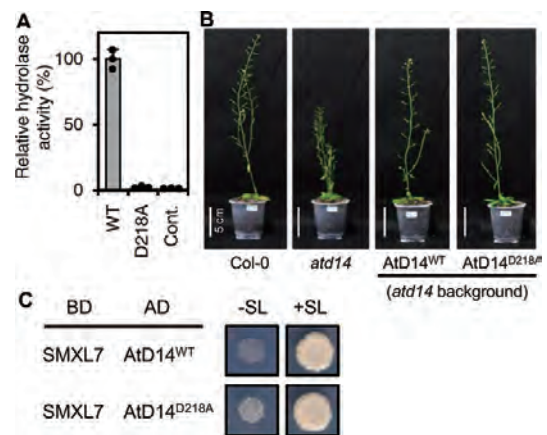 A
Relative hydrolase
activity (%)
100
50
0
WT
D218A
Cont.
B
5 cm
Col-0
atd14
AtD14WT
(atd14 background)
C
BD
AD
-SL
+SL
SMXL7
AtD14WT
SMXL7
AtD14D218A